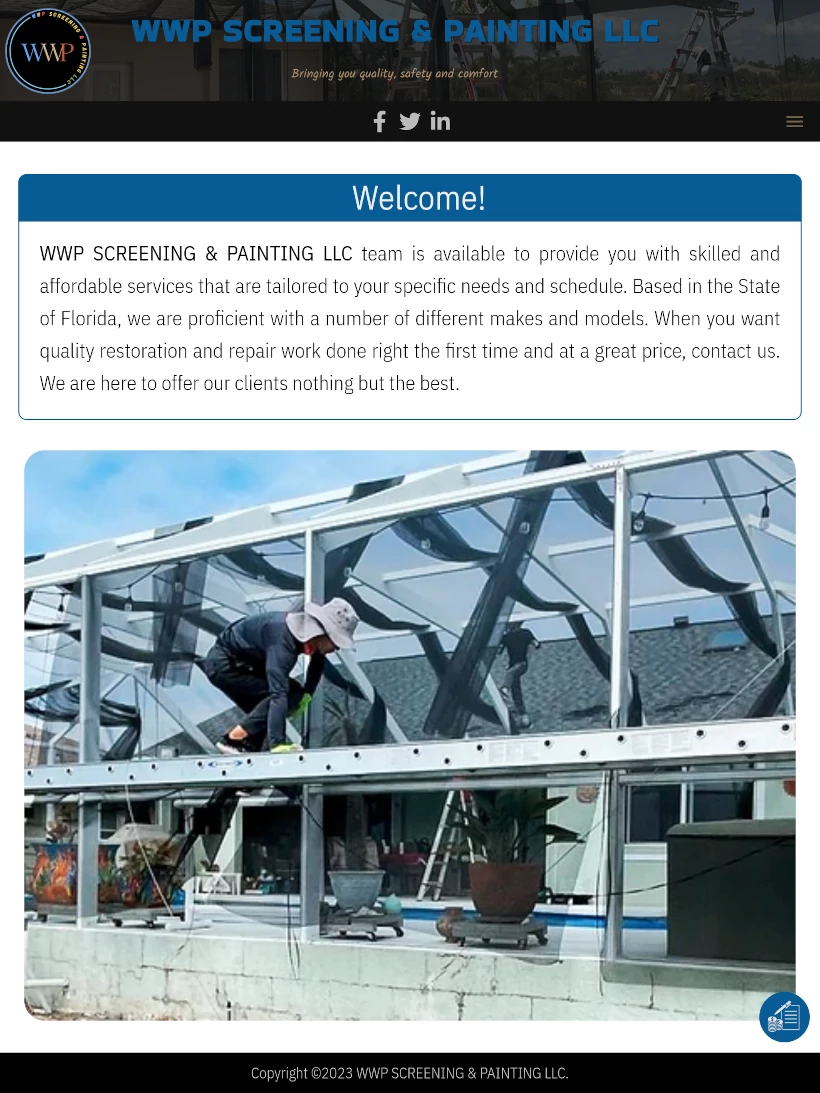 WWP SCREENING & PAINTING LLC
WWP SCREENING & PAINTING LLC
WWP
Bringing you quality, safety and comfort
Welcome!
WWP SCREENING & PAINTING LLC team is available to provide you with skilled and
affordable services that are tailored to your specific needs and schedule. Based in the State
of Florida, we are proficient with a number of different makes and models. When you want
quality restoration and repair work done right the first time and at a great price, contact us.
We are here to offer our clients nothing but the best.
Copyright ©2023 WWP SCREENING & PAINTING LLC.